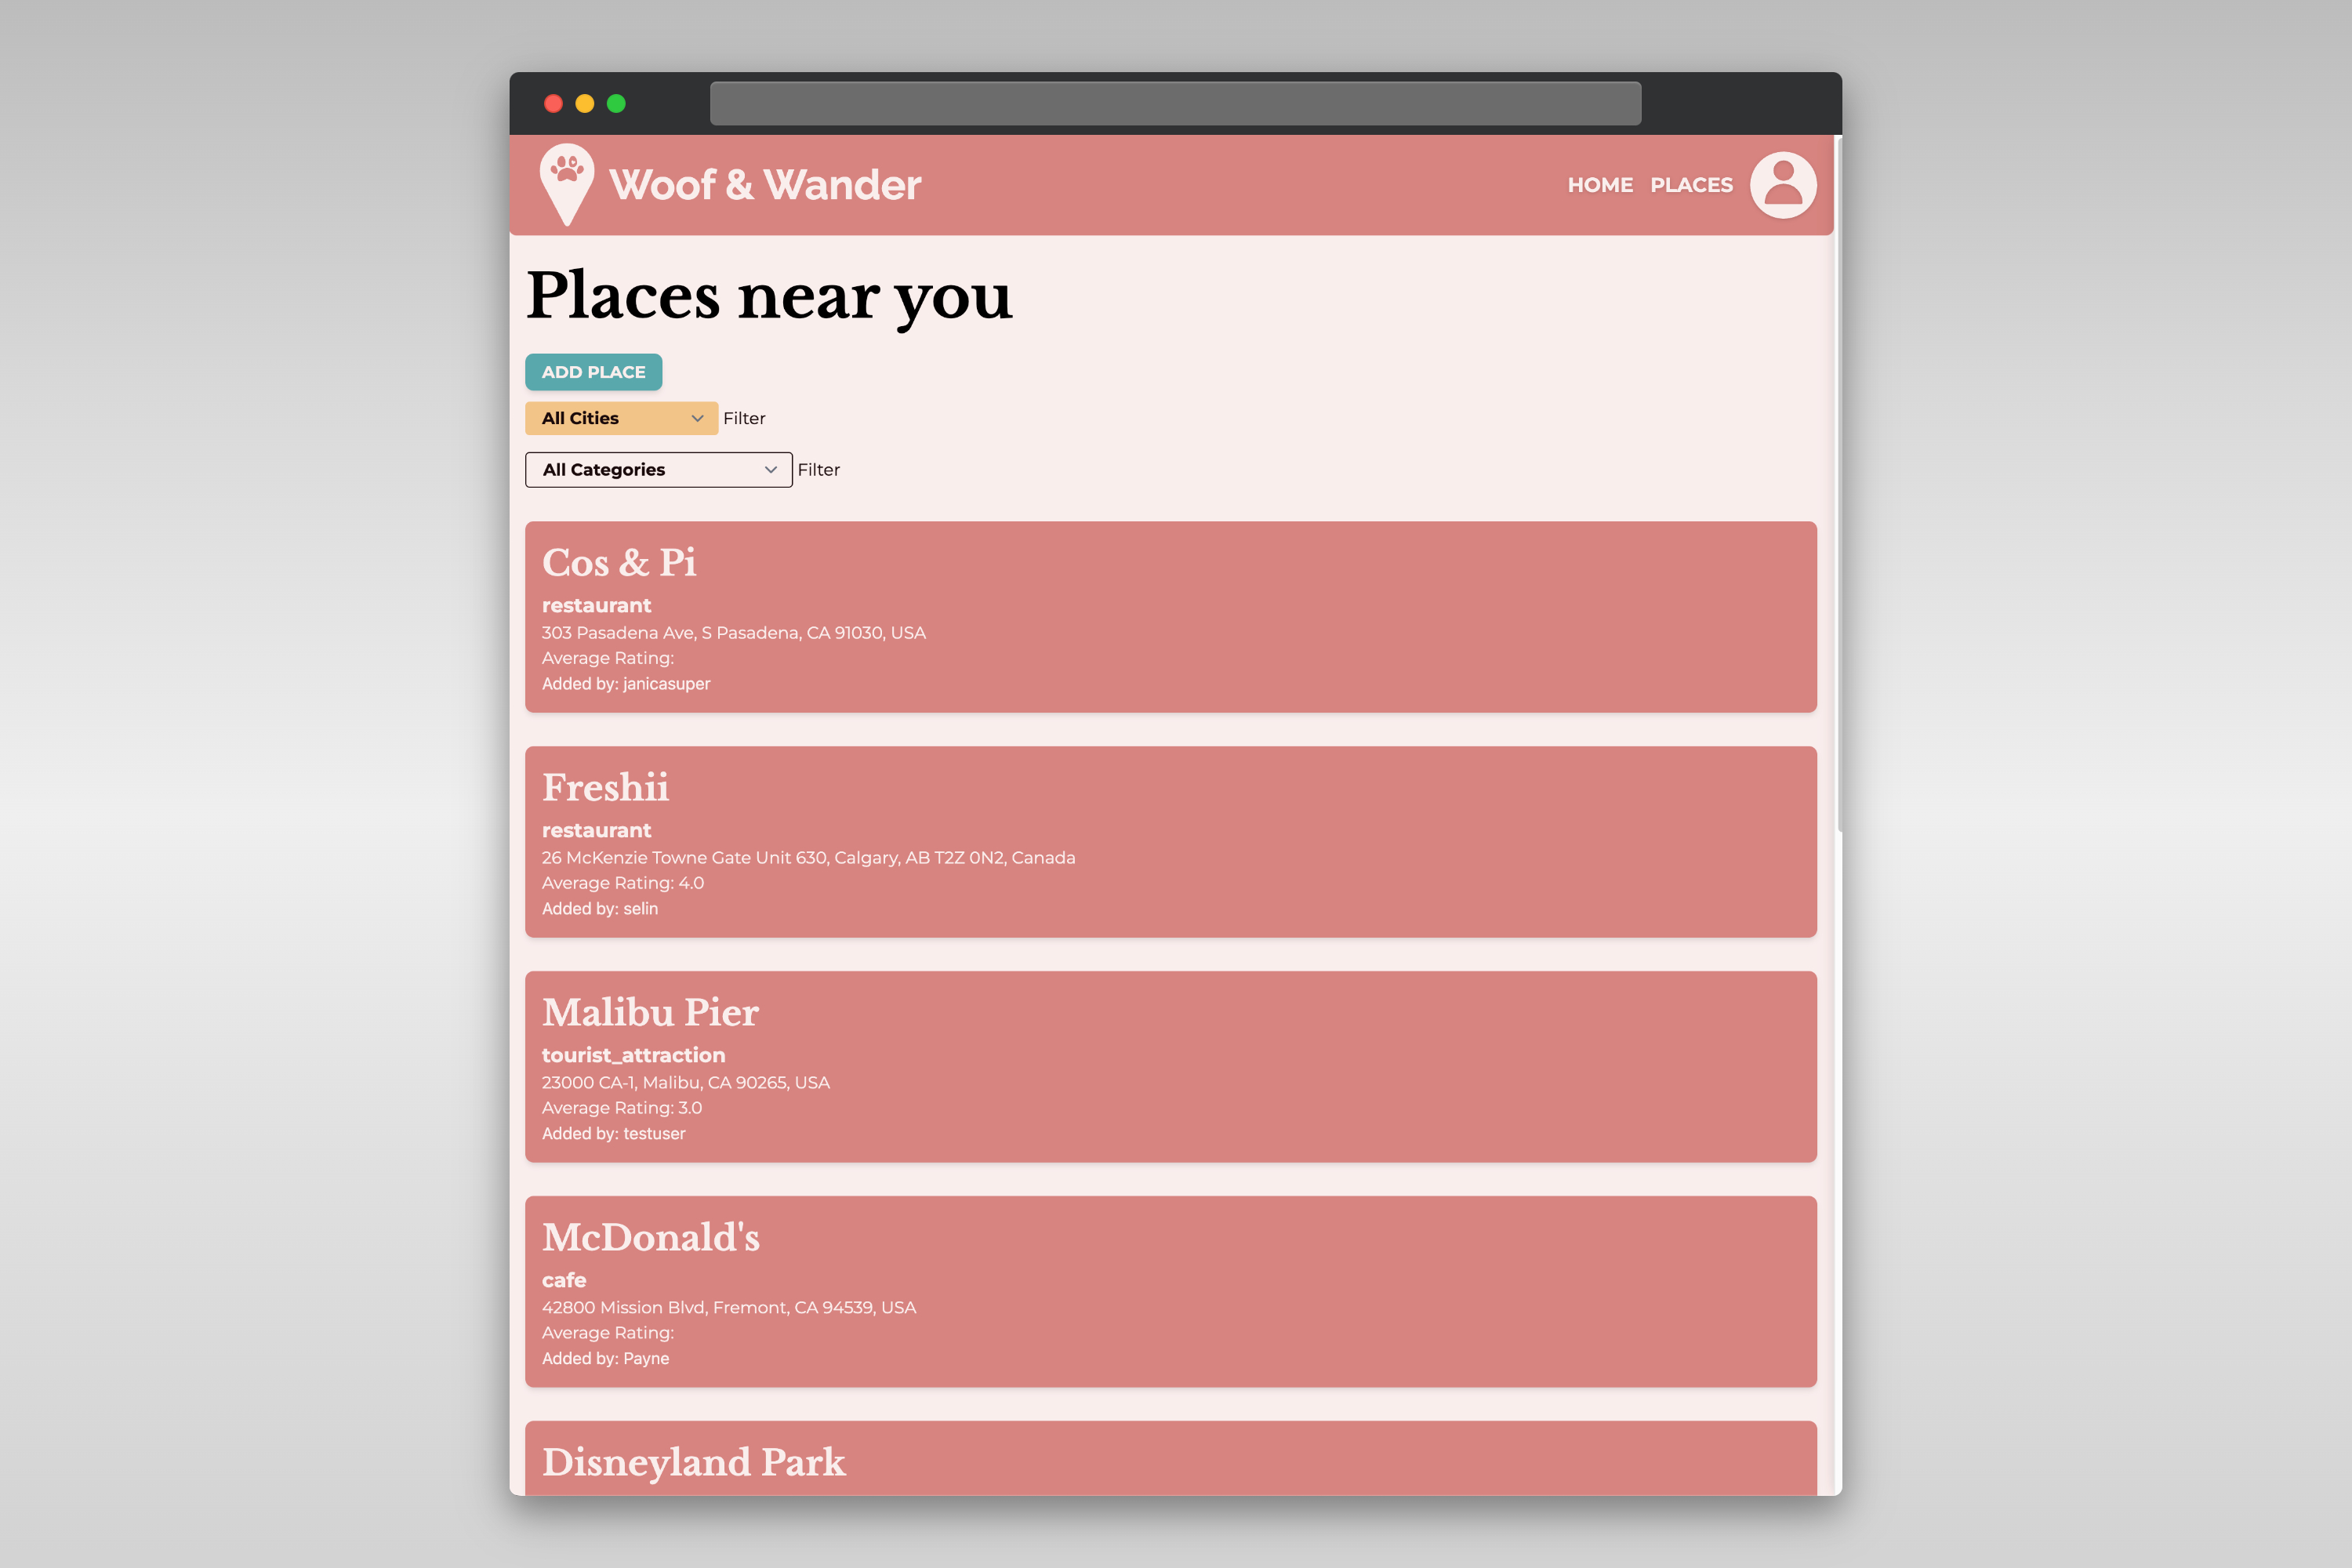 Woof & Wander
HOME PLACES
Places near you
ADD PLACE
All Cities Filter
All Categories Filter
Cos & Pi
restaurant
303 Pasadena Ave, S Pasadena, CA 91030, USA
Average Rating:
Added by: janicasuper
Freshii
restaurant
26 McKenzie Towne Gate Unit 630, Calgary, AB T2Z 0N2, Canada
Average Rating: 4.0
Added by: selin
Malibu Pier
tourist_attraction
23000 CA-1, Malibu, CA 90265, USA
Average Rating: 3.0
Added by: testuser
McDonald's
cafe
42800 Mission Blvd, Fremont, CA 94539, USA
Average Rating:
Added by: Payne
Disneyland Park